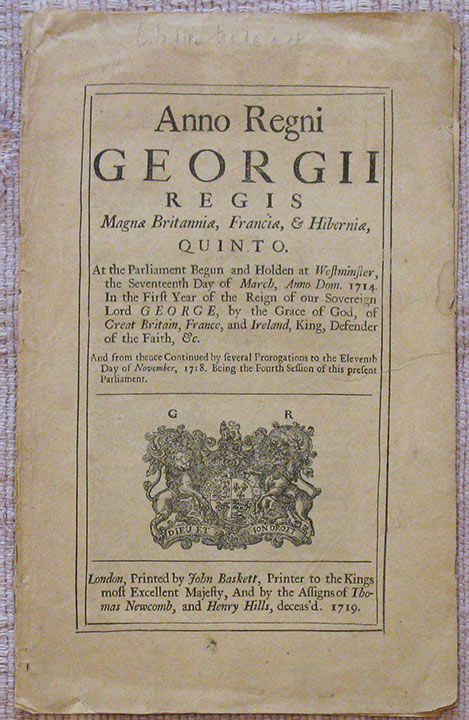 Anno Regni
GEORGII
REGIS
Magnæ Britanniæ, Franciæ, & Hiberniæ,
QUINTO.
At the Parliament Begun and Holden at Weſtminſter,
the Seventeenth Day of March, Anno Dom. 1714.
In the Firſt Year of the Reign of our Sovereign
Lord GEORGE, by the Grace of God, of
Great Britain, France, and Ireland, King, Defender
of the Faith, &c.
And from thence Continued by ſeveral Prorogations to the Eleventh
Day of November, 1718. Being the Fourth Seſſion of this preſent
Parliament.
G R
DIEU ET MON DROIT
London, Printed by John Baskett, Printer to the Kings
moſt Excellent Majeſty, And by the Aſſigns of Tho-
mas Newcomb, and Henry Hills, deceas'd. 1719.